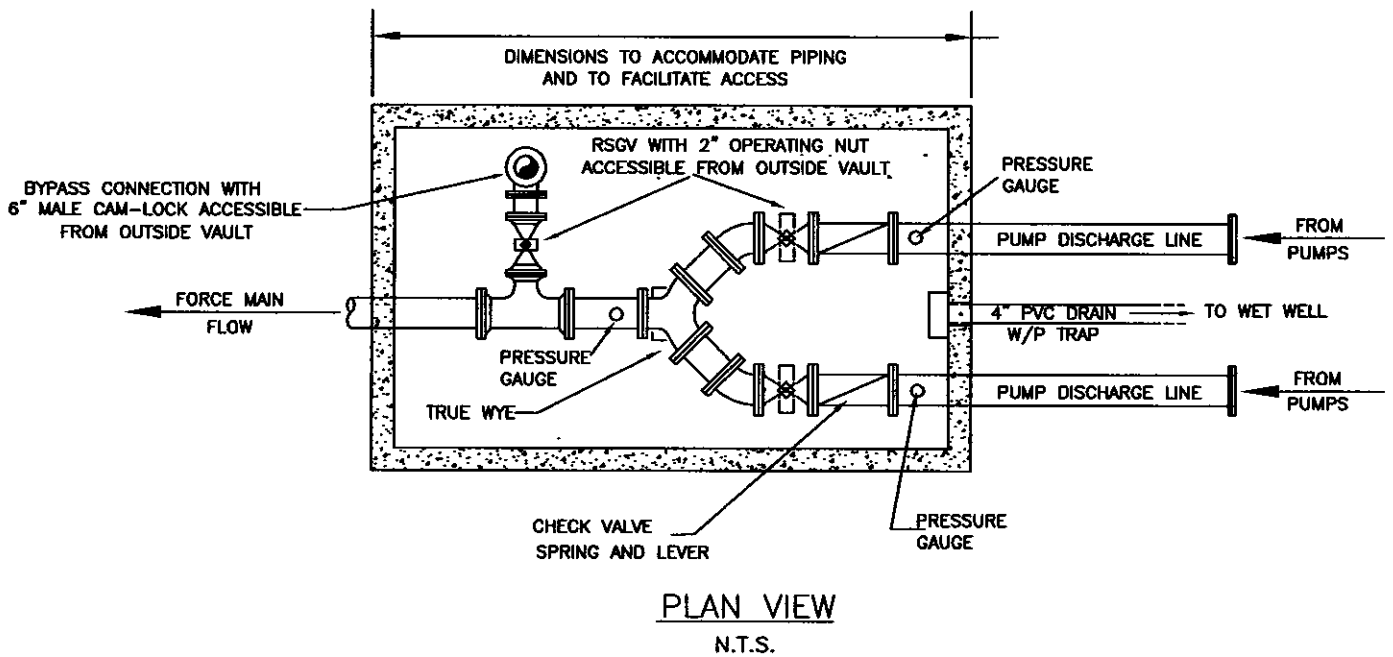 DIMENSIONS TO ACCOMMODATE PIPING
AND TO FACILITATE ACCESS
RSGV WITH 2" OPERATING NUT
ACCESSIBLE FROM OUTSIDE VAULT
PRESSURE
GAUGE
BYPASS CONNECTION WITH
6" MALE CAM-LOCK ACCESSIBLE
FROM OUTSIDE VAULT
PUMP DISCHARGE LINE
FROM
PUMPS
FORCE MAIN
FLOW
4" PVC DRAIN
W/P TRAP
TO WET WELL
PRESSURE
GAUGE
TRUE WYE
PUMP DISCHARGE LINE
FROM
PUMPS
CHECK VALVE
SPRING AND LEVER
PRESSURE
GAUGE
PLAN VIEW
N.T.S.